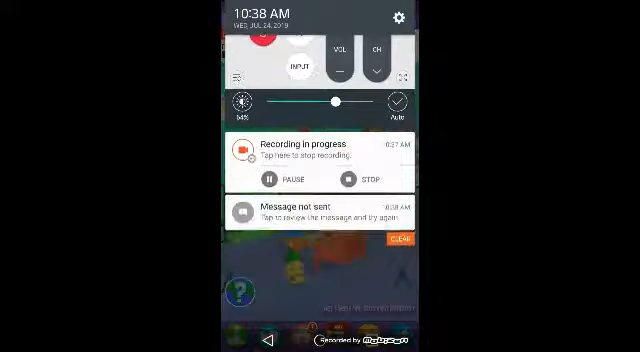 10:38 AM
WED, JUL 24, 2019
VOL
CH
INPUT
64%
Auto
Recording in progress
10:37 AM
Tap here to stop recording.
PAUSE
STOP
Message not sent
10:38 AM
Tap to review the message and try again
CLEAR
?
Recorded by Mobizen